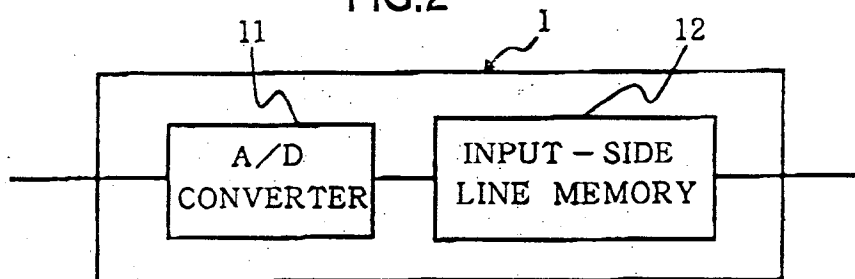 FIG.2
11
1
12
A/D
CONVERTER
INPUT-SIDE
LINE MEMORY